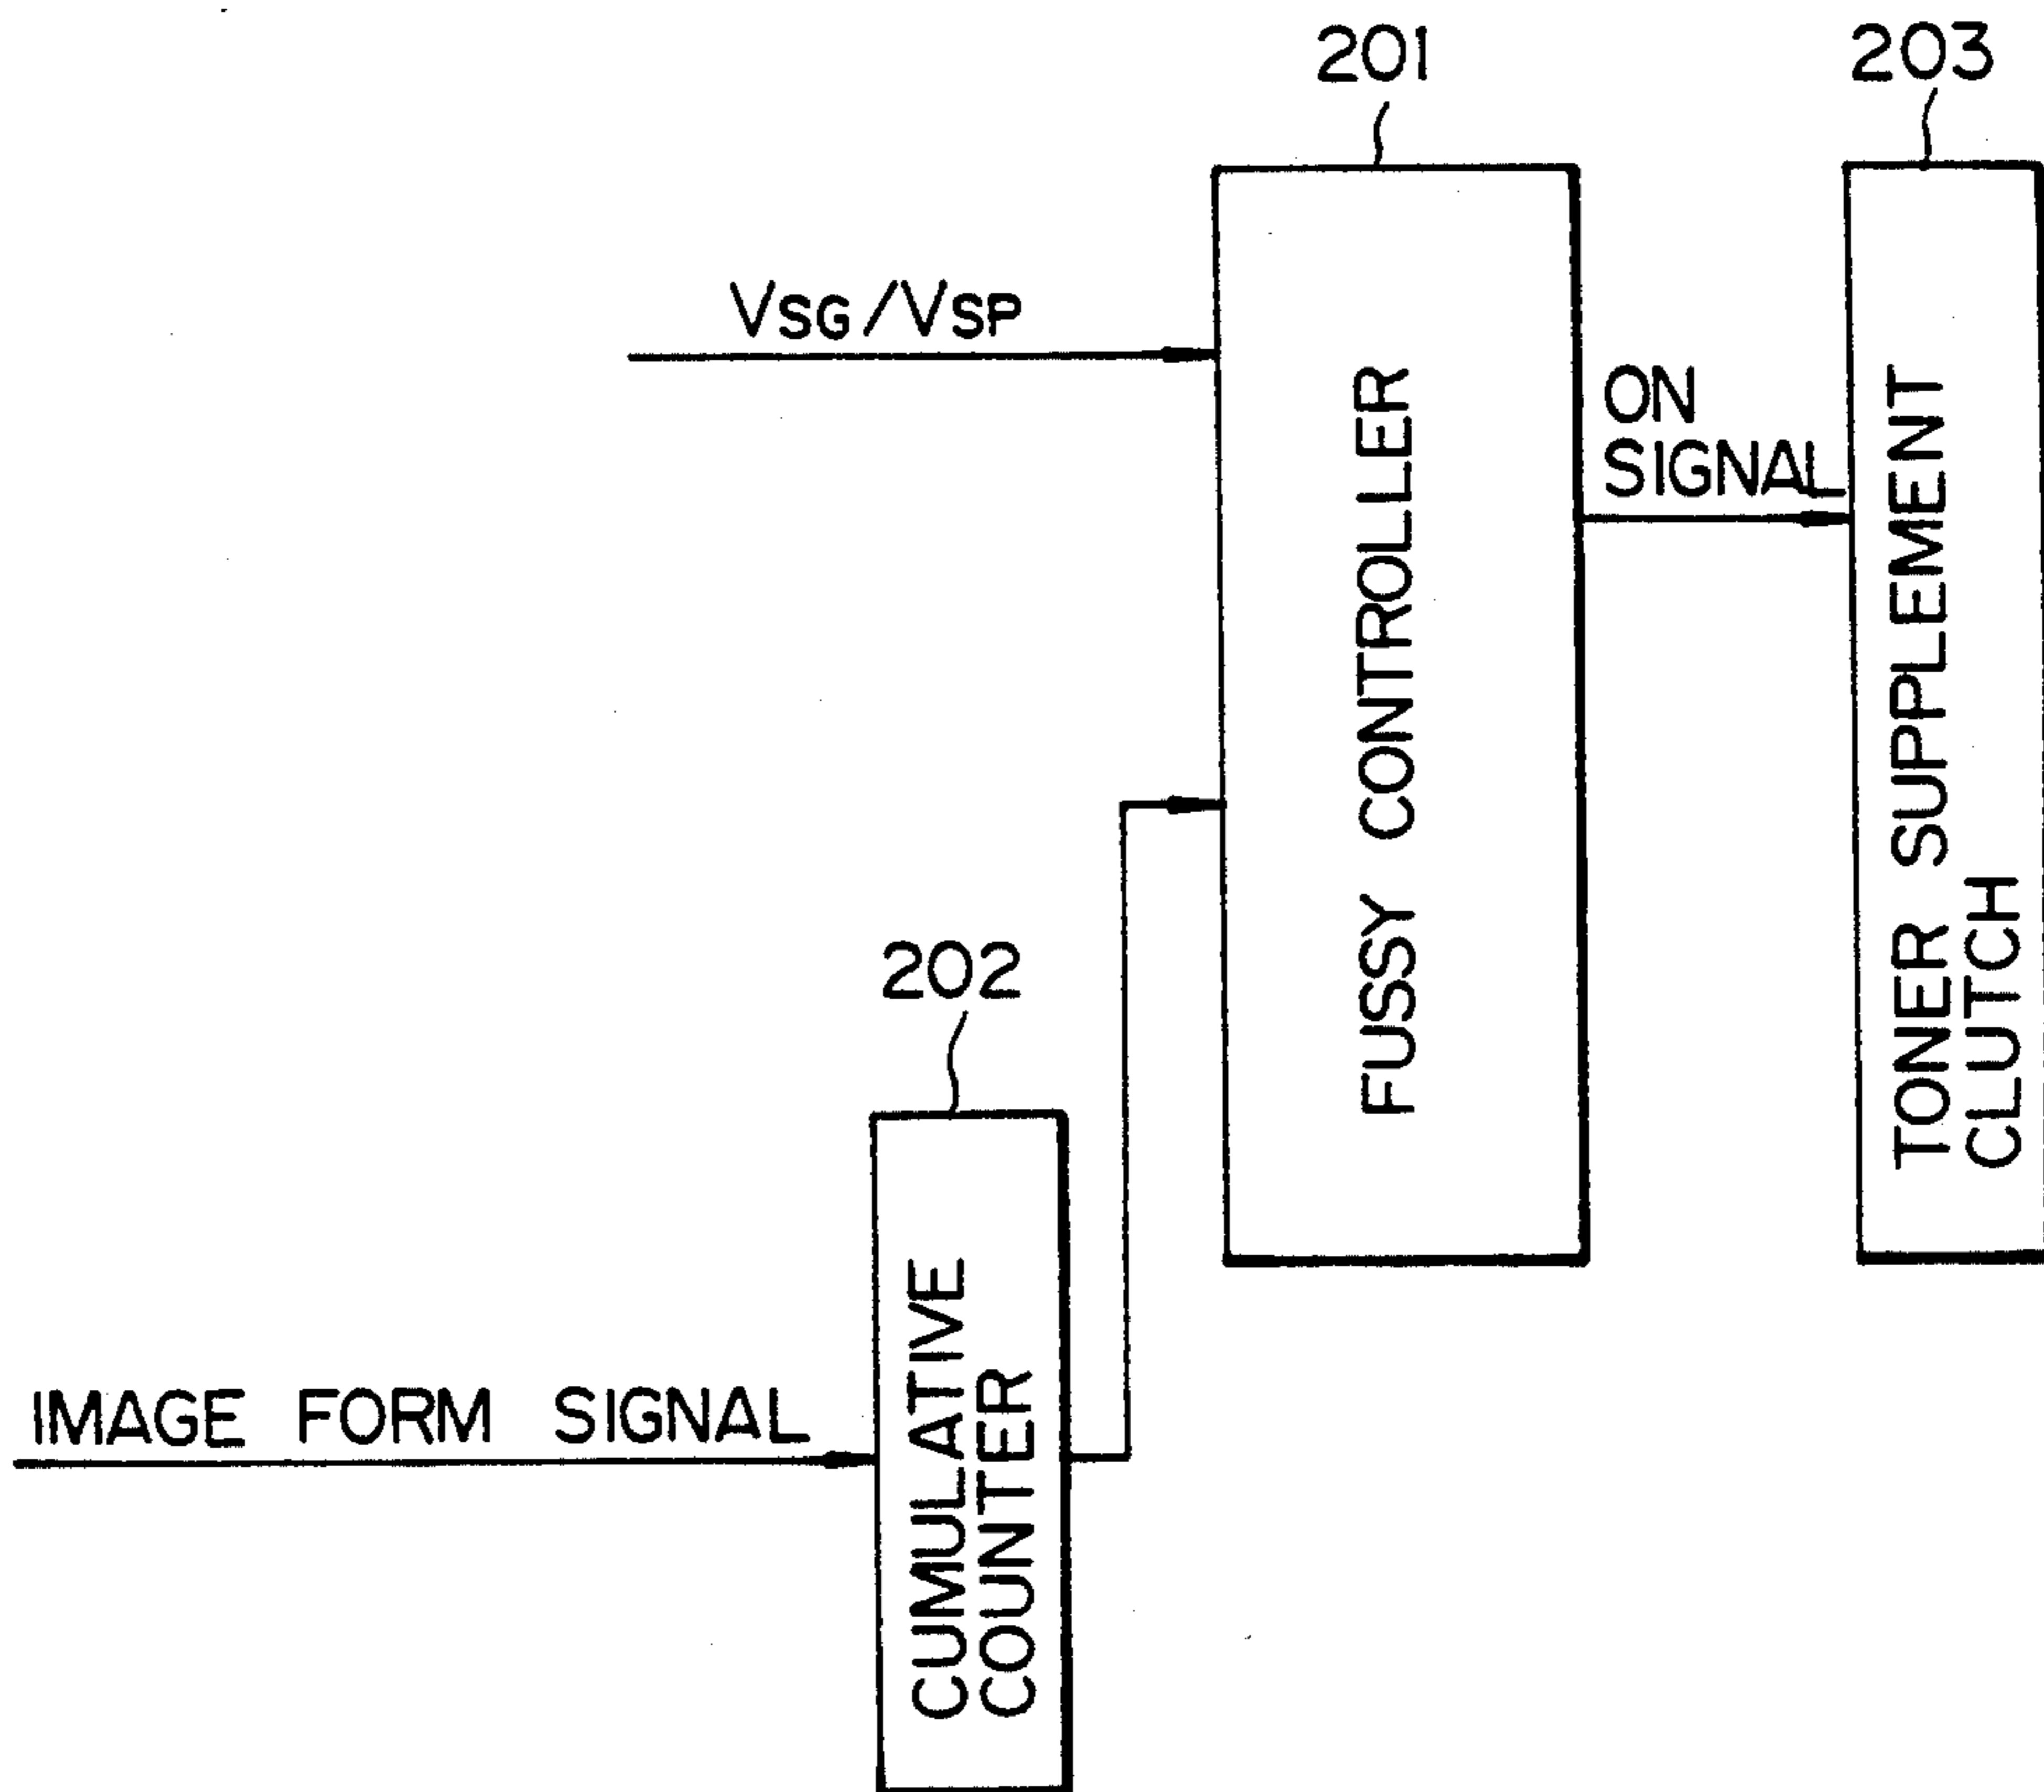 201
203
VSG/VSP
ON
SIGNAL
FUSSY CONTROLLER
TONER SUPPLEMENT
CLUTCH
202
IMAGE FORM SIGNAL
CUMULATIVE
COUNTER